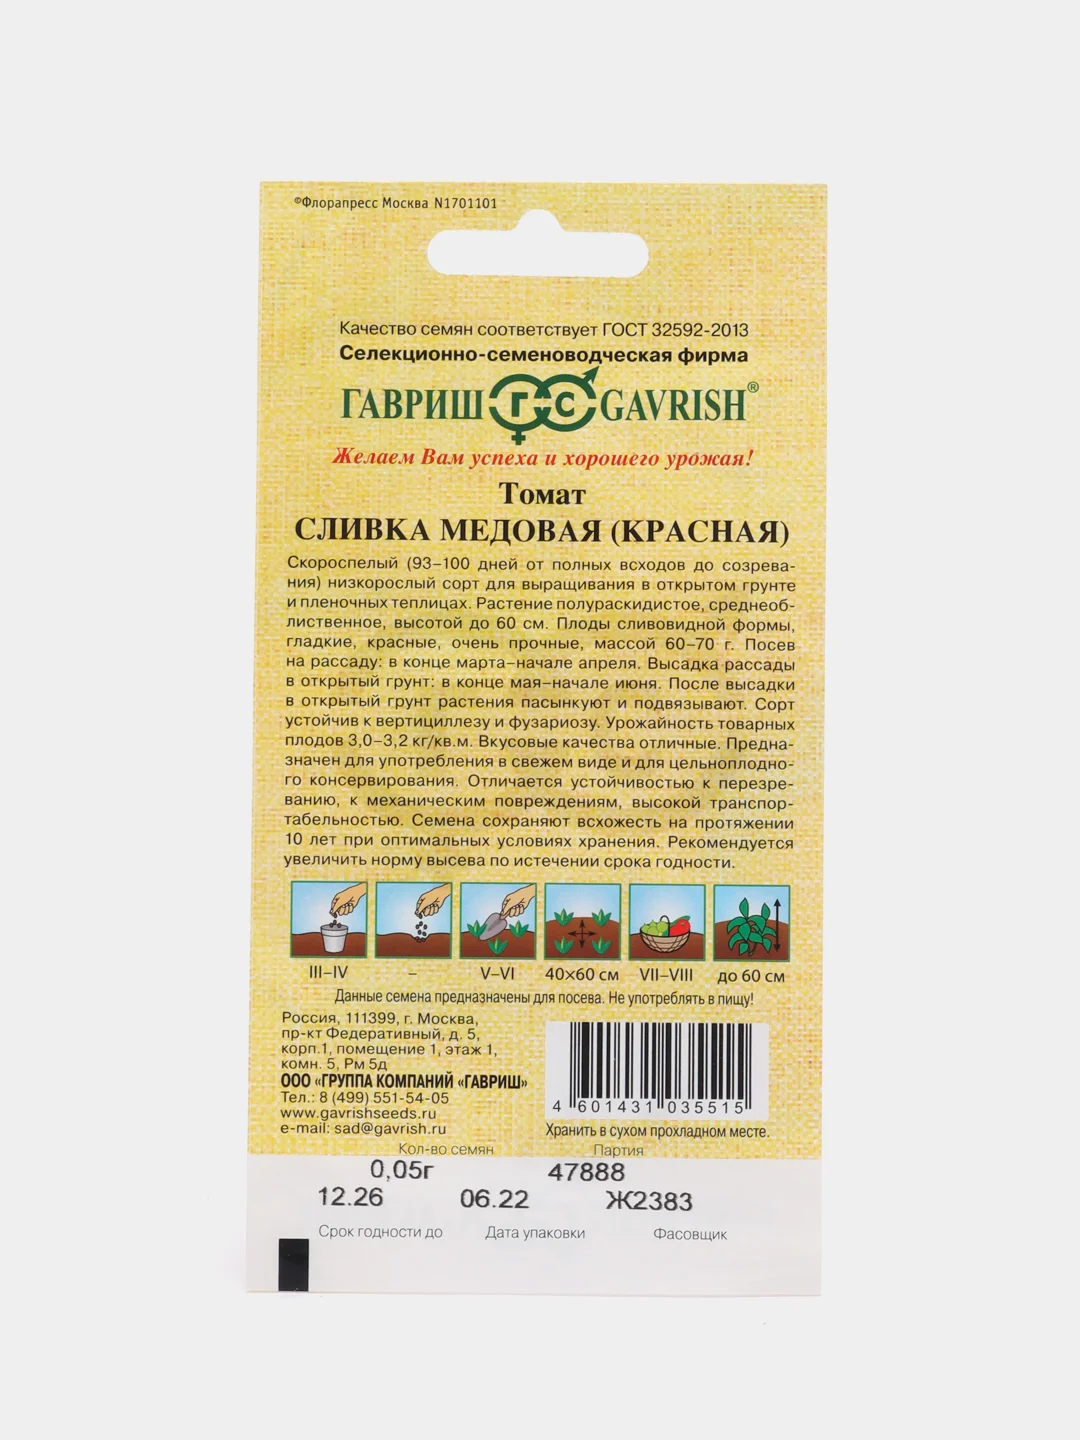 ©Флорапресс Москва N1701101
Качество семян соответствует ГОСТ 32592-2013
Селекционно-семеноводческая фирма
ГАВРИШ ГС GAVRISH®
Желаем Вам успеха и хорошего урожая!
Томат
СЛИВКА МЕДОВАЯ (КРАСНАЯ)
Скороспелый (93–100 дней от полных всходов до созрева-
ния) низкорослый сорт для выращивания в открытом грунте
и пленочных теплицах. Растение полураскидистое, среднеоб-
лиственное, высотой до 60 см. Плоды сливовидной формы,
гладкие, красные, очень прочные, массой 60–70 г. Посев
на рассаду: в конце марта–начале апреля. Высадка рассады
в открытый грунт: в конце мая–начале июня. После высадки
в открытый грунт растения пасынкуют и подвязывают. Сорт
устойчив к вертициллезу и фузариозу. Урожайность товарных
плодов 3,0–3,2 кг/кв.м. Вкусовые качества отличные. Предна-
значен для употребления в свежем виде и для цельноплодно-
го консервирования. Отличается устойчивостью к перезре-
ванию, к механическим повреждениям, высокой транспор-
табельностью. Семена сохраняют всхожесть на протяжении
10 лет при оптимальных условиях хранения. Рекомендуется
увеличить норму высева по истечении срока годности.
III–IV – V–VI 40×60 см VII–VIII до 60 см
Данные семена предназначены для посева. Не употреблять в пищу!
Россия, 111399, г. Москва,
пр-кт Федеративный, д. 5,
корп.1, помещение 1, этаж 1,
комн. 5, Рм 5д
ООО «ГРУППА КОМПАНИЙ «ГАВРИШ»
Тел.: 8 (499) 551-54-05
www.gavrishseeds.ru
e-mail: sad@gavrish.ru
4 601431 035515
Хранить в сухом прохладном месте.
Кол-во семян Партия
0,05г 47888
12.26 06.22 Ж2383
Срок годности до Дата упаковки Фасовщик